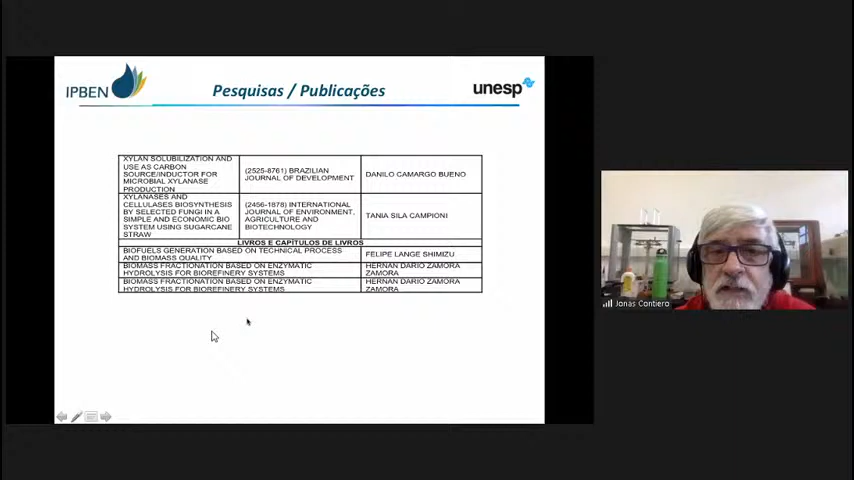 IPBEN
Pesquisas / Publicações
unesp
XYLAN SOLUBILIZATION AND
USE AS CARBON
SOURCE/INDUCTOR FOR
MICROBIAL XYLANASE
PRODUCTION
(2525-8761) BRAZILIAN
JOURNAL OF DEVELOPMENT
DANILO CAMARGO BUENO
XYLANASES AND
CELLULASES BIOSYNTHESIS
BY SELECTED FUNGI IN A
SIMPLE AND ECONOMIC BIO
SYSTEM USING SUGARCANE
STRAW
(2456-1878) INTERNATIONAL
JOURNAL OF ENVIRONMENT,
AGRICULTURE AND
BIOTECHNOLOGY
TANIA SILA CAMPIONI
LIVROS E CAPÍTULOS DE LIVROS
BIOFUELS GENERATION BASED ON TECHNICAL PROCESS
AND BIOMASS QUALITY
FELIPE LANGE SHIMIZU
BIOMASS FRACTIONATION BASED ON ENZYMATIC
HYDROLYSIS FOR BIOREFINERY SYSTEMS
HERNAN DARIO ZAMORA
ZAMORA
BIOMASS FRACTIONATION BASED ON ENZYMATIC
HYDROLYSIS FOR BIOREFINERY SYSTEMS
HERNAN DARIO ZAMORA
ZAMORA
Jonas Contiero